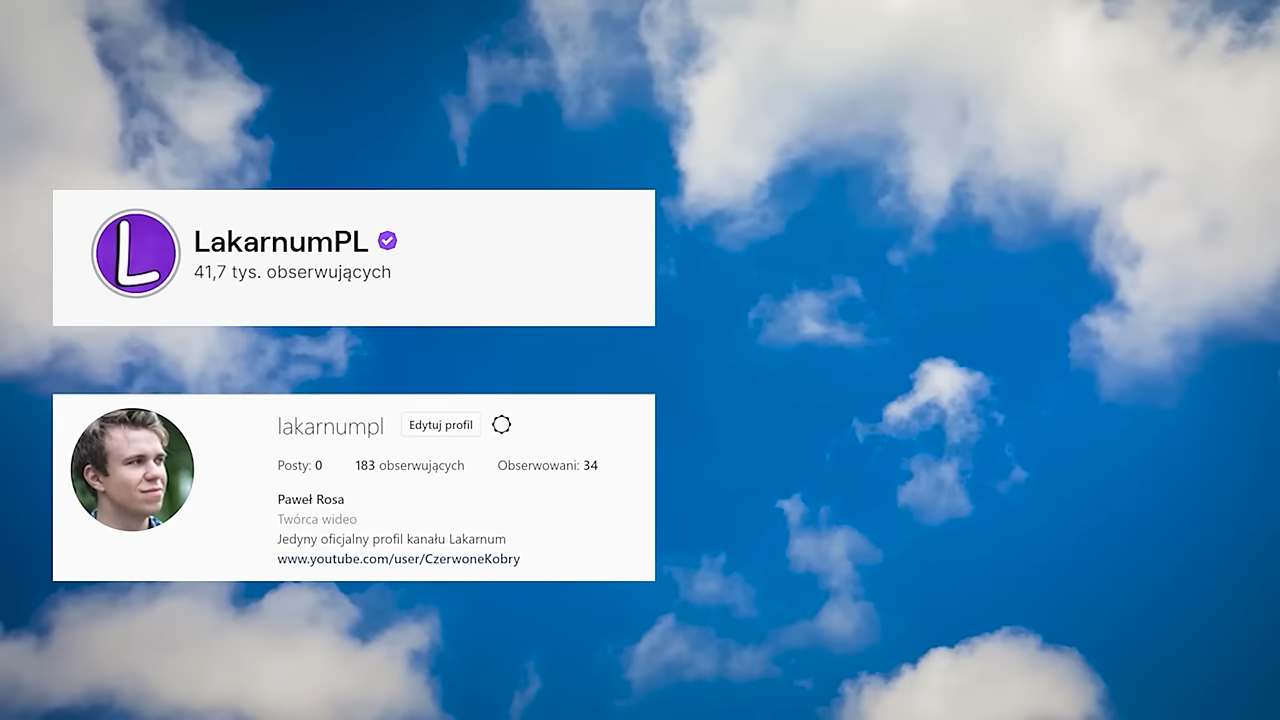 L
LakarnumPL
41,7 tys. obserwujących
lakarnumpl Edytuj profil
Posty: 0 183 obserwujących Obserwowani: 34
Paweł Rosa
Twórca wideo
Jedyny oficjalny profil kanału Lakarnum
www.youtube.com/user/CzerwoneKobry